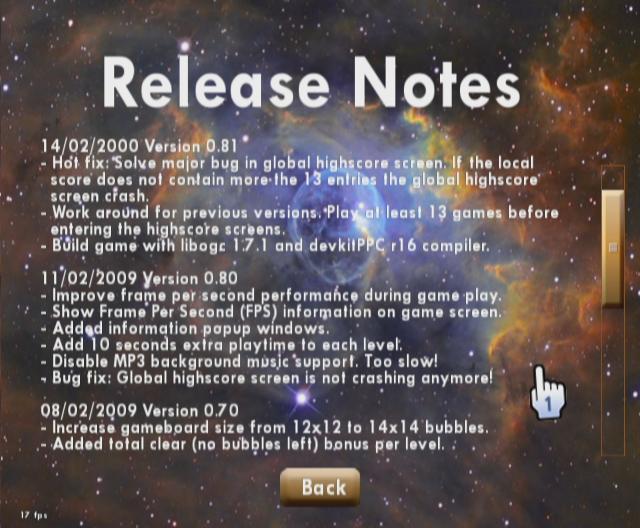 Release Notes
14/02/2000 Version 0.81
- Hot fix: Solve major bug in global highscore screen. If the local
score does not contain more the 13 entries the global highscore
screen crash.
- Work around for previous versions. Play at least 13 games before
entering the highscore screens.
- Build game with libogc 1.7.1 and devkitPPC r16 compiler.
11/02/2009 Version 0.80
- Improve frame per second performance during game play.
- Show Frame Per Second (FPS) information on game screen.
- Added information popup windows.
- Add 10 seconds extra playtime to each level.
- Disable MP3 background music support. Too slow!
- Bug fix: Global highscore screen is not crashing anymore!
08/02/2009 Version 0.70
- Increase gameboard size from 12x12 to 14x14 bubbles.
- Added total clear (no bubbles left) bonus per level.
1
Back
17 fps